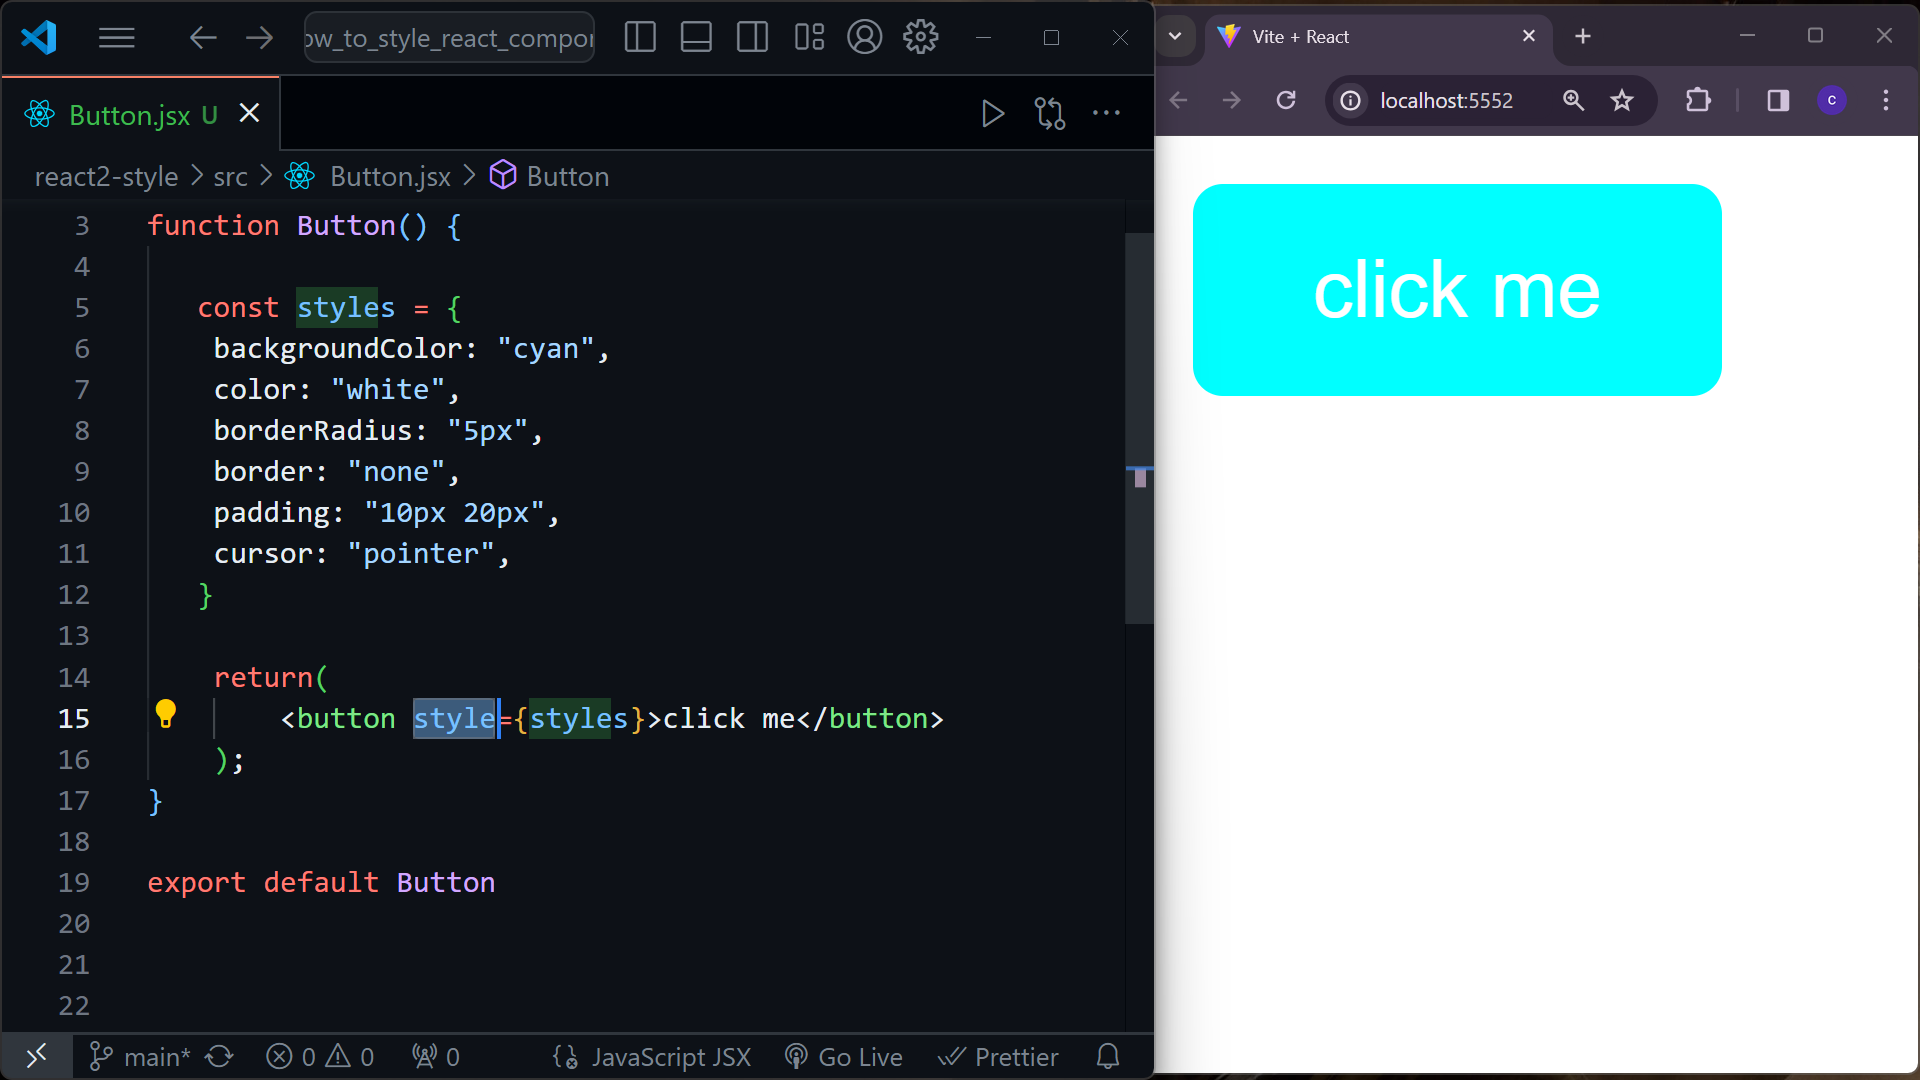 ow_to_style_react_compor
Button.jsx U
react2-style > src > Button.jsx > Button
3 function Button() {
4
5 const styles = {
6 backgroundColor: "cyan",
7 color: "white",
8 borderRadius: "5px",
9 border: "none",
10 padding: "10px 20px",
11 cursor: "pointer",
12 }
13
14 return(
15 <button style={styles}>click me</button>
16 );
17 }
18
19 export default Button
20
21
22
main* 0 0 0 JavaScript JSX Go Live Prettier
Vite + React
localhost:5552
c
click me